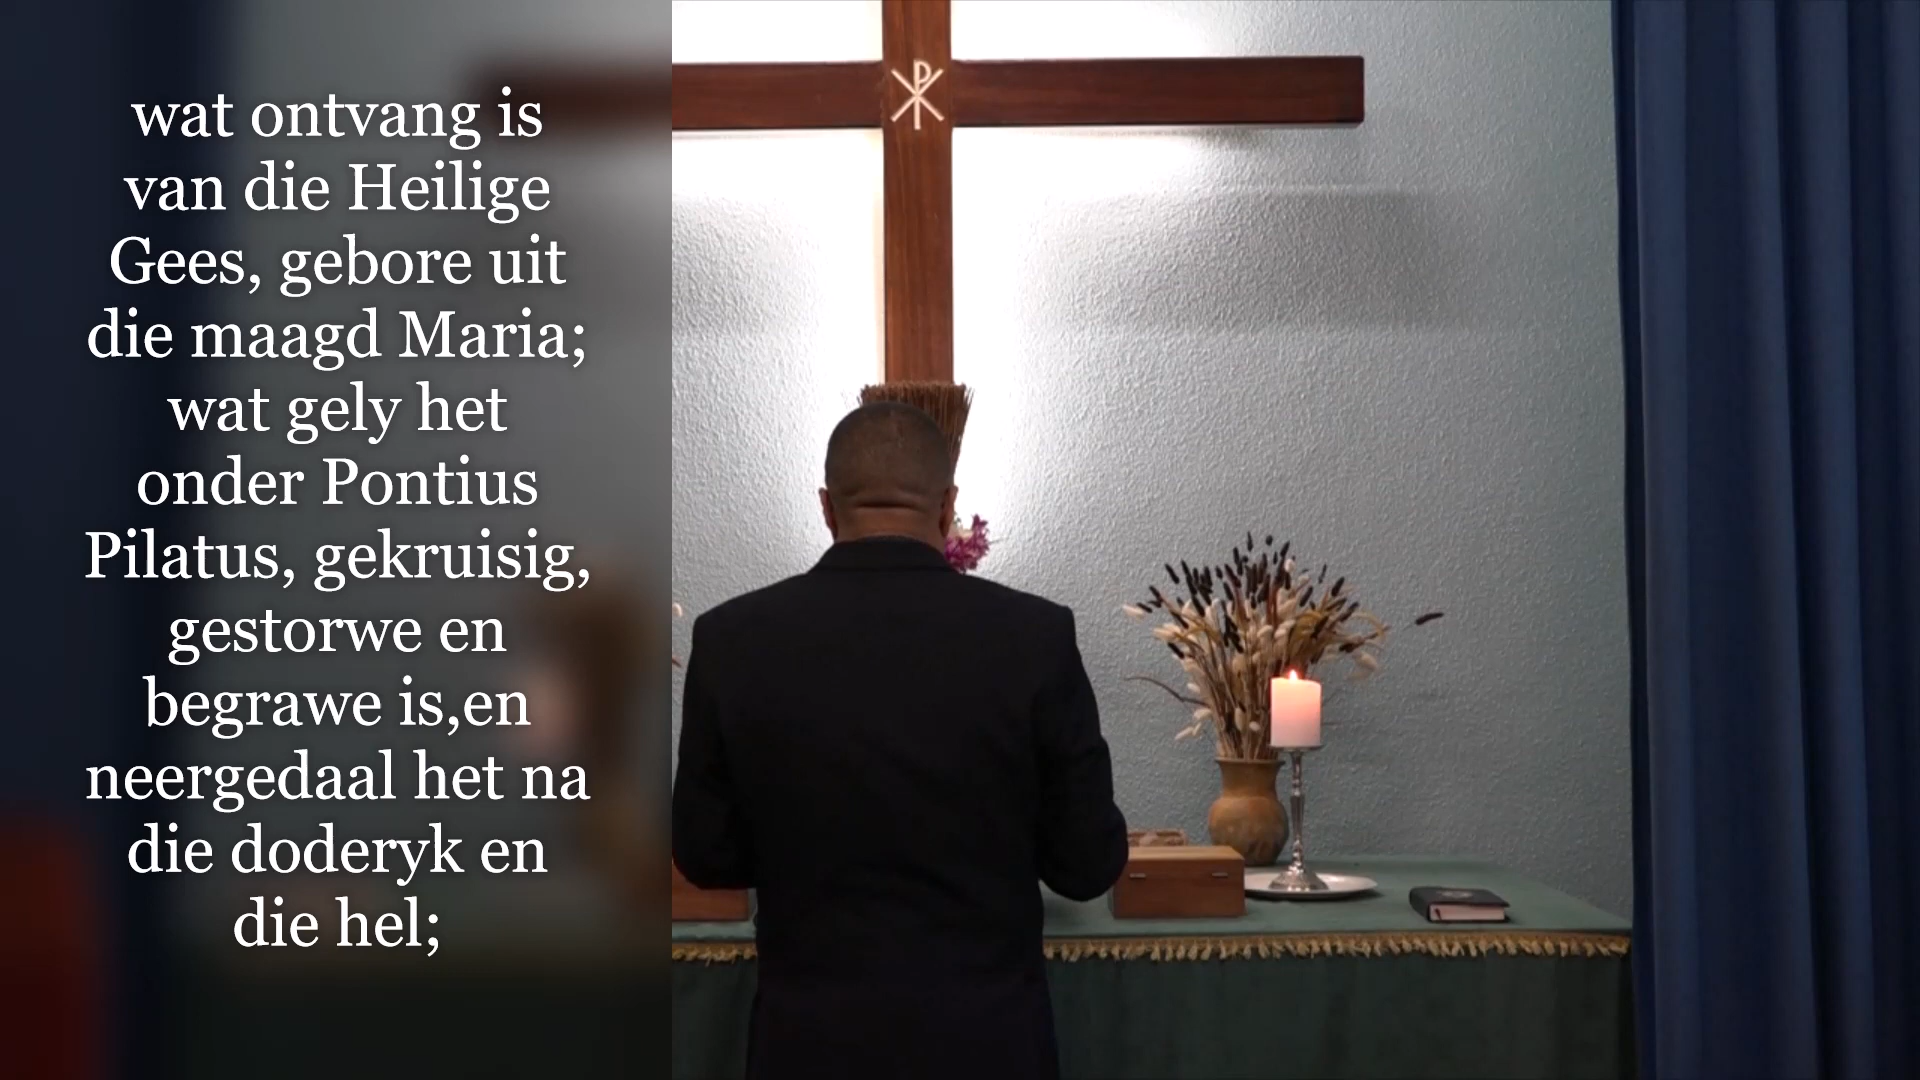 wat ontvang is
van die Heilige
Gees, gebore uit
die maagd Maria;
wat gely het
onder Pontius
Pilatus, gekruisig,
gestorwe en
begrawe is,en
neergedaal het na
die doderyk en
die hel;